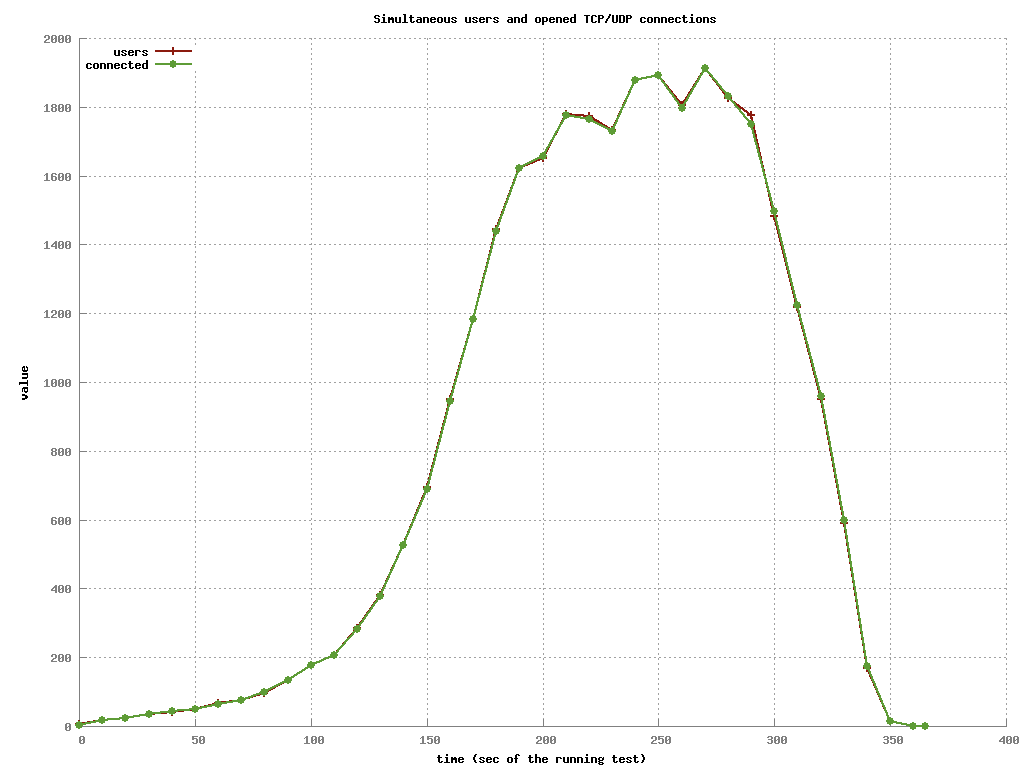 Simultaneous users and opened TCP/UDP connections
2000
users
connected
1800
1600
1400
1200
value
1000
800
600
400
200
0
0 50 100 150 200 250 300 350 400
time (sec of the running test)